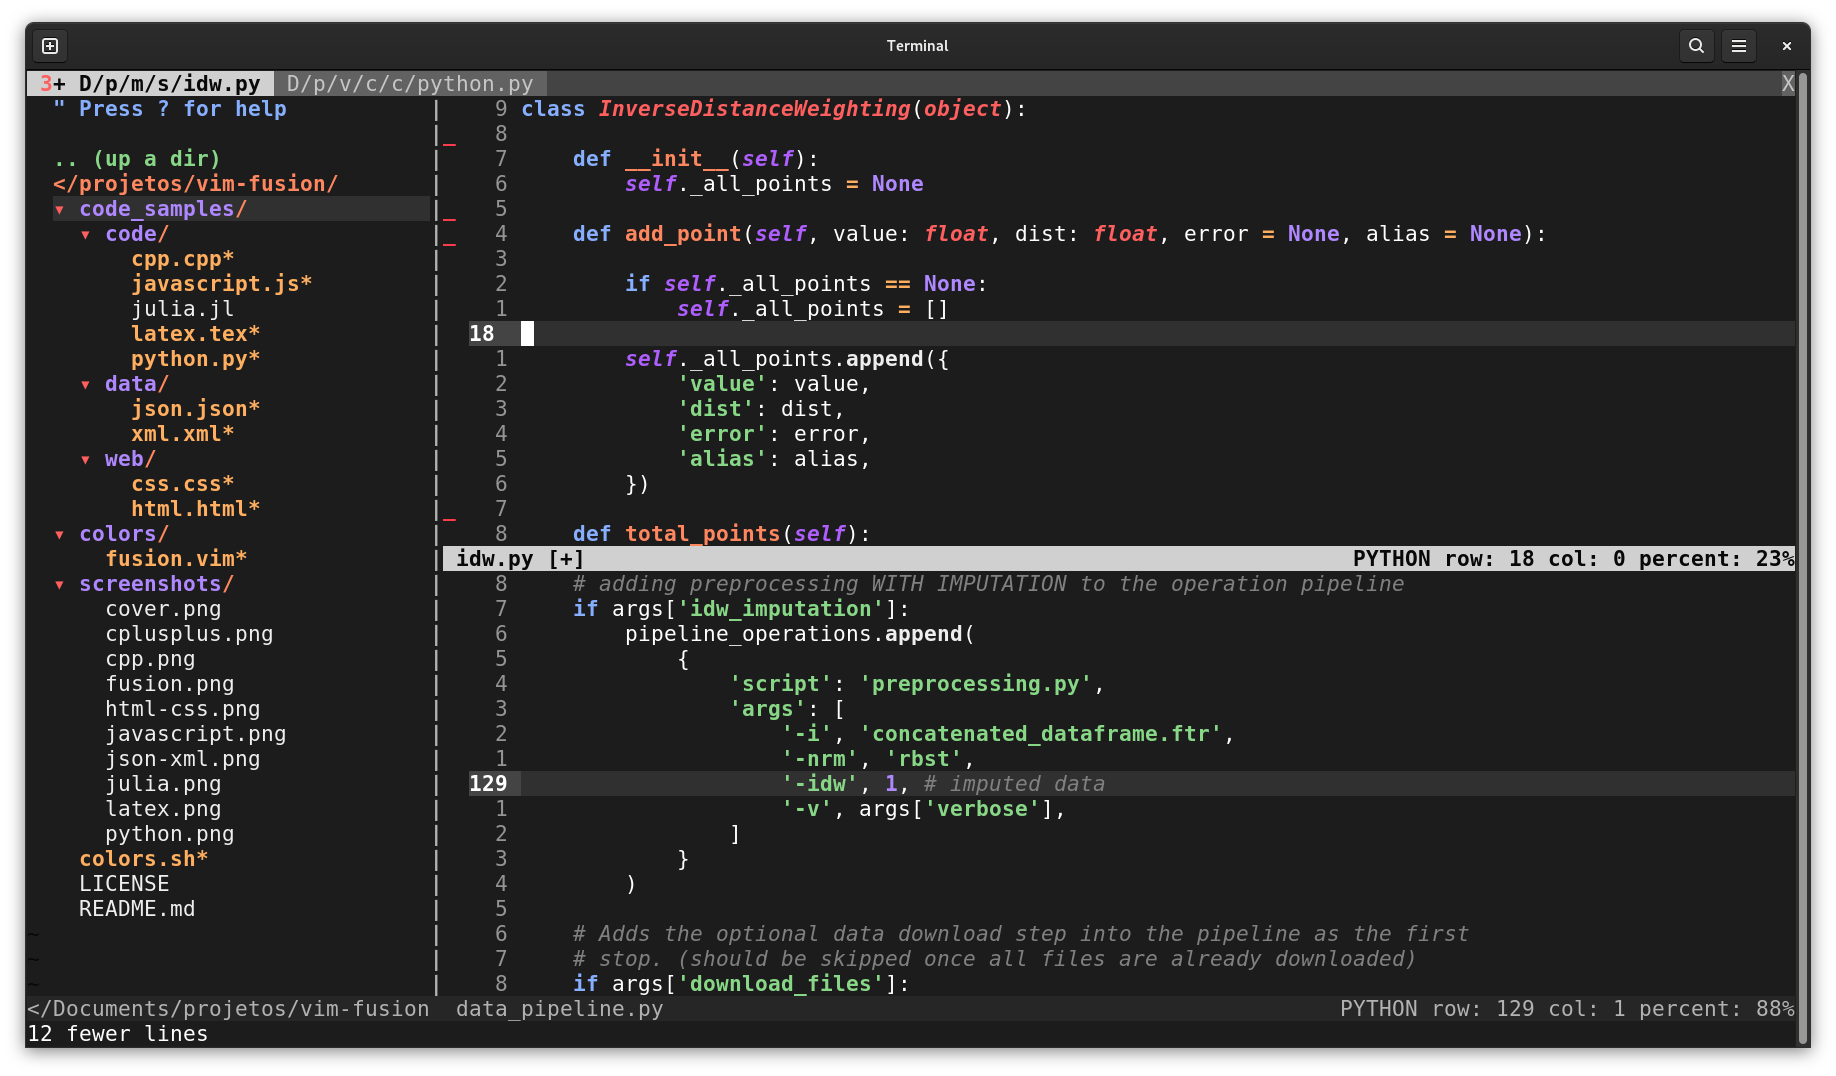 Terminal
3+ D/p/m/s/idw.py  D/p/v/c/c/python.py X
" Press ? for help
.. (up a dir)
</projetos/vim-fusion/
▾ code_samples/
▾ code/
cpp.cpp*
javascript.js*
julia.jl
latex.tex*
python.py*
▾ data/
json.json*
xml.xml*
▾ web/
css.css*
html.html*
▾ colors/
fusion.vim*
▾ screenshots/
cover.png
cplusplus.png
cpp.png
fusion.png
html-css.png
javascript.png
json-xml.png
julia.png
latex.png
python.png
colors.sh*
LICENSE
README.md
~
~
~
</Documents/projetos/vim-fusion
9 class InverseDistanceWeighting(object):
8
7     def __init__(self):
6         self._all_points = None
5
4     def add_point(self, value: float, dist: float, error = None, alias = None):
3
2         if self._all_points == None:
1             self._all_points = []
18
1         self._all_points.append({
2             'value': value,
3             'dist': dist,
4             'error': error,
5             'alias': alias,
6         })
7
8     def total_points(self):
idw.py [+] PYTHON row: 18 col: 0 percent: 23%
8     # adding preprocessing WITH IMPUTATION to the operation pipeline
7     if args['idw_imputation']:
6         pipeline_operations.append(
5             {
4                 'script': 'preprocessing.py',
3                 'args': [
2                     '-i', 'concatenated_dataframe.ftr',
1                     '-nrm', 'rbst',
129                     '-idw', 1, # imputed data
1                     '-v', args['verbose'],
2                 ]
3             }
4         )
5
6     # Adds the optional data download step into the pipeline as the first
7     # stop. (should be skipped once all files are already downloaded)
8     if args['download_files']:
data_pipeline.py PYTHON row: 129 col: 1 percent: 88%
12 fewer lines